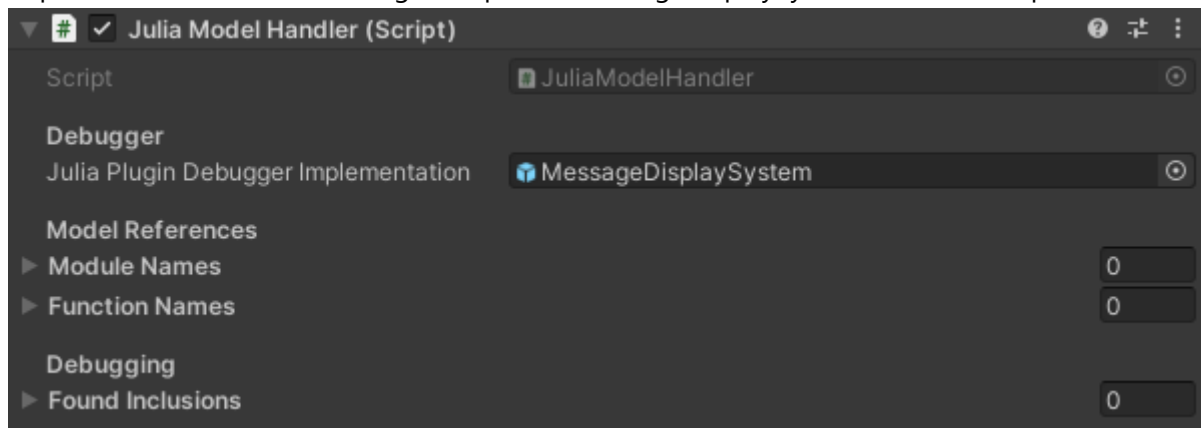 Julia Model Handler (Script)
Script JuliaModelHandler
Debugger
Julia Plugin Debugger Implementation MessageDisplaySystem
Model References
Module Names 0
Function Names 0
Debugging
Found Inclusions 0